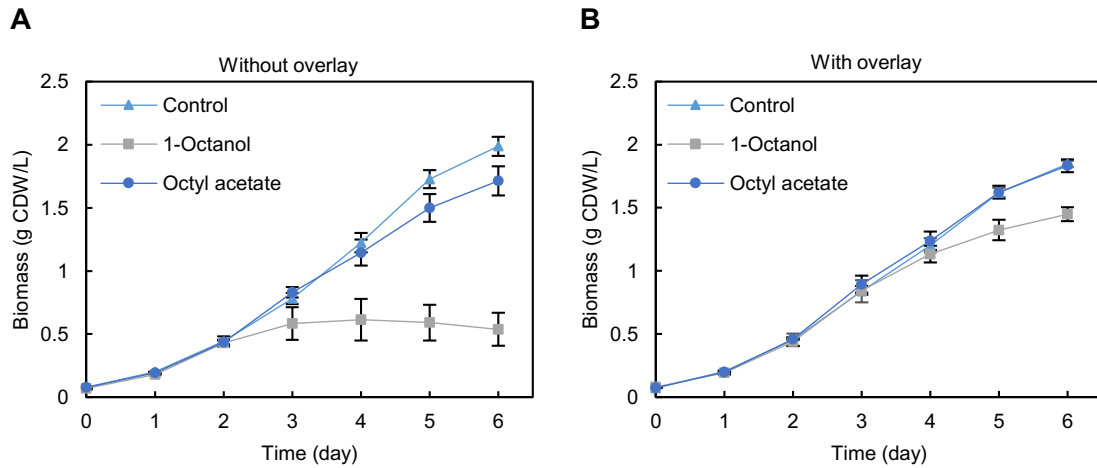 A
Without overlay
Biomass (g CDW/L)
2.5
2
1.5
1
0.5
0
Control
1-Octanol
Octyl acetate
0 1 2 3 4 5 6
Time (day)
B
With overlay
Biomass (g CDW/L)
2.5
2
1.5
1
0.5
0
Control
1-Octanol
Octyl acetate
0 1 2 3 4 5 6
Time (day)